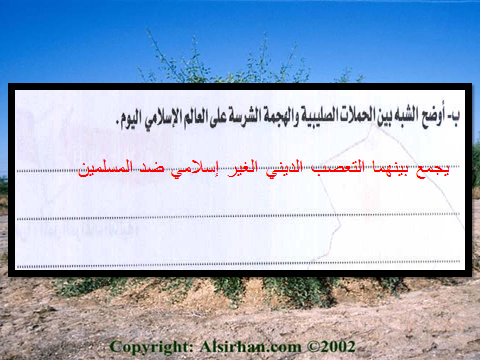 ب- أوضح الشبه بين الحملات الصليبية والهجمة الشرسة على العالم الإسلامي اليوم .
يجمع بينهما التعصب الديني الغير إسلامي ضد المسلمين
Copyright: Alsirhan.com ©2002